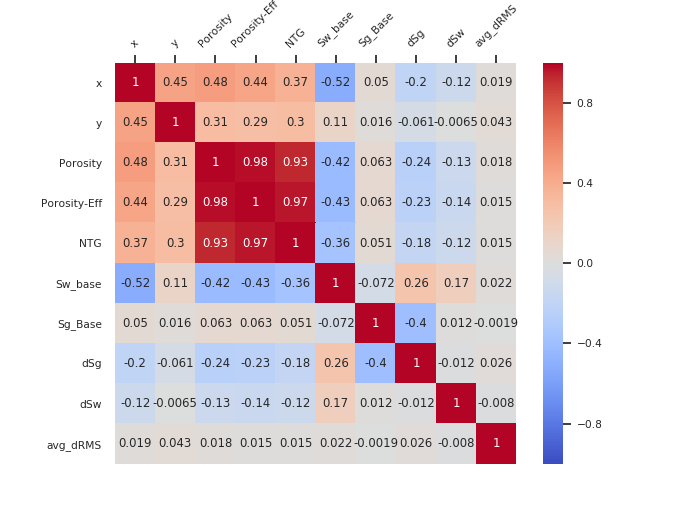 x y Porosity Porosity-Eff NTG Sw_base Sg_Base dSg dSw avg_dRMS
x 1 0.45 0.48 0.44 0.37 -0.52 0.05 -0.2 -0.12 0.019
y 0.45 1 0.31 0.29 0.3 0.11 0.016 -0.061 -0.0065 0.043
Porosity 0.48 0.31 1 0.98 0.93 -0.42 0.063 -0.24 -0.13 0.018
Porosity-Eff 0.44 0.29 0.98 1 0.97 -0.43 0.063 -0.23 -0.14 0.015
NTG 0.37 0.3 0.93 0.97 1 -0.36 0.051 -0.18 -0.12 0.015
Sw_base -0.52 0.11 -0.42 -0.43 -0.36 1 -0.072 0.26 0.17 0.022
Sg_Base 0.05 0.016 0.063 0.063 0.051 -0.072 1 -0.4 0.012 -0.0019
dSg -0.2 -0.061 -0.24 -0.23 -0.18 0.26 -0.4 1 -0.012 0.026
dSw -0.12 -0.0065 -0.13 -0.14 -0.12 0.17 0.012 -0.012 1 -0.008
avg_dRMS 0.019 0.043 0.018 0.015 0.015 0.022 -0.0019 0.026 -0.008 1
0.8
0.4
0.0
−0.4
−0.8